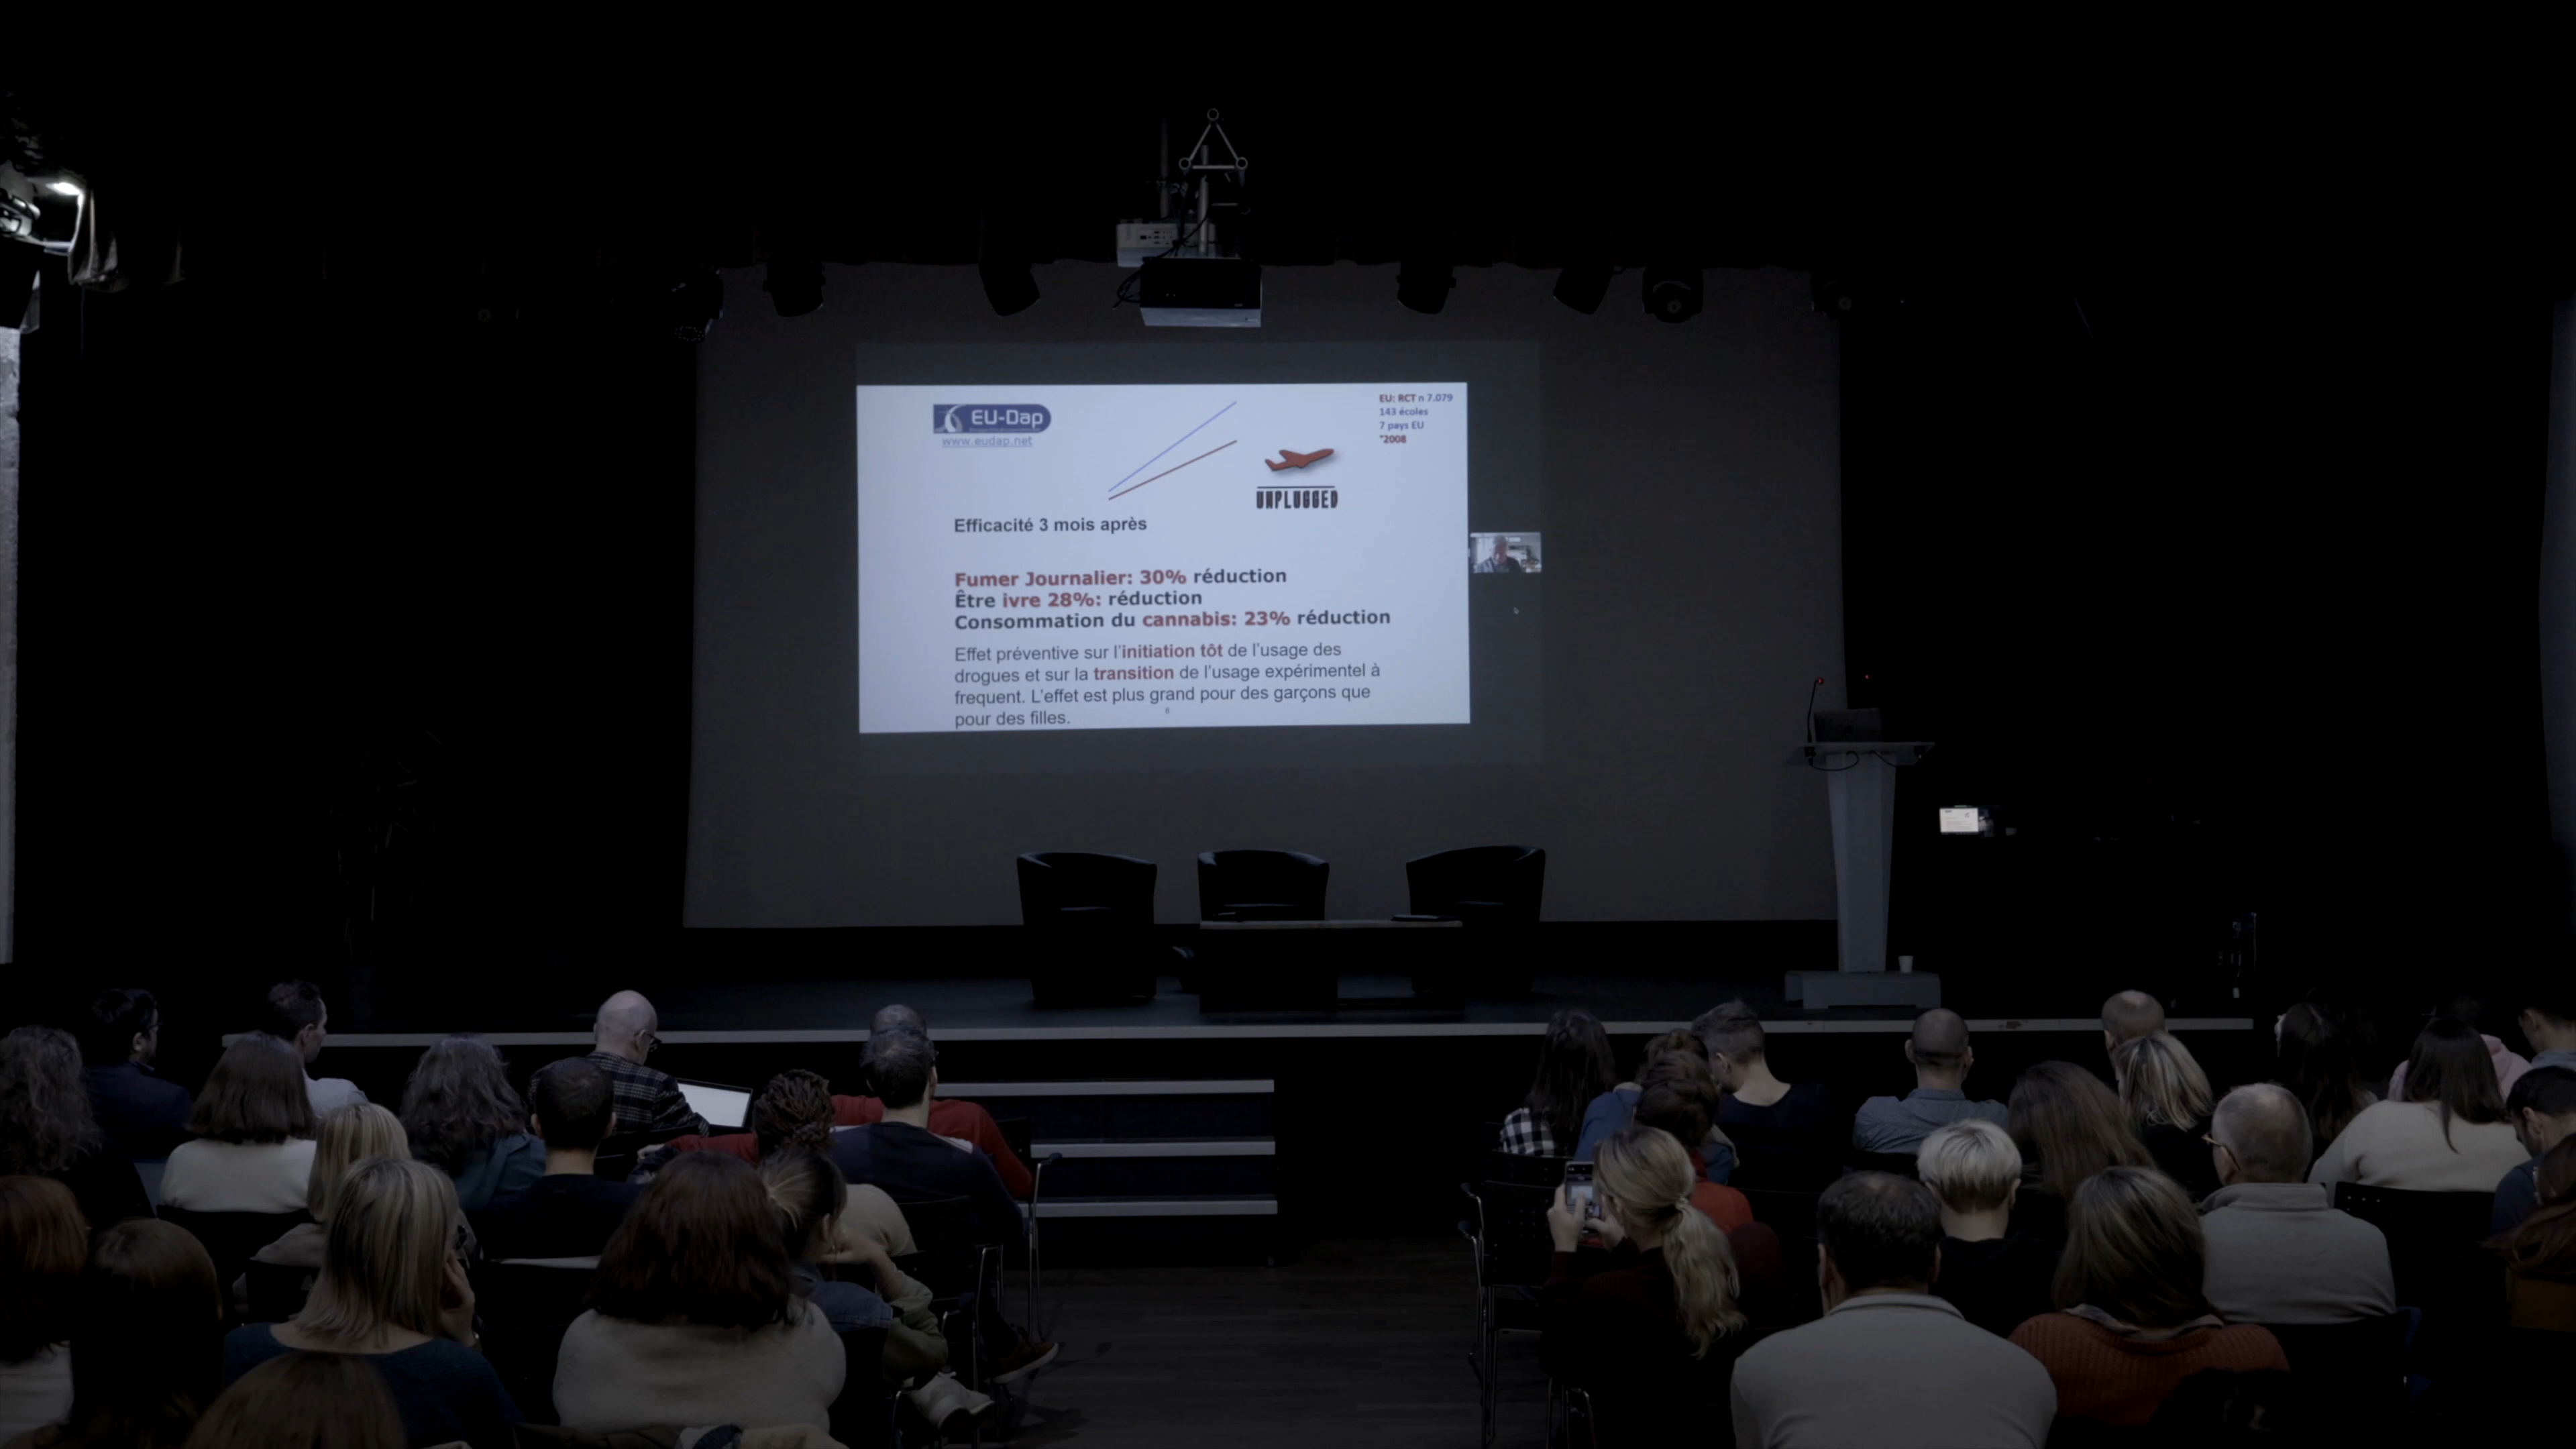 EU-Dap
www.eudap.net
EU: RCT n 7.079
143 écoles
7 pays EU
*2008
UNPLUGGED
Efficacité 3 mois après
Fumer Journalier: 30% réduction
Être ivre 28%: réduction
Consommation du cannabis: 23% réduction
Effet préventive sur l'initiation tôt de l'usage des
drogues et sur la transition de l'usage expérimentel à
frequent. L'effet est plus grand pour des garçons que
pour des filles.
6